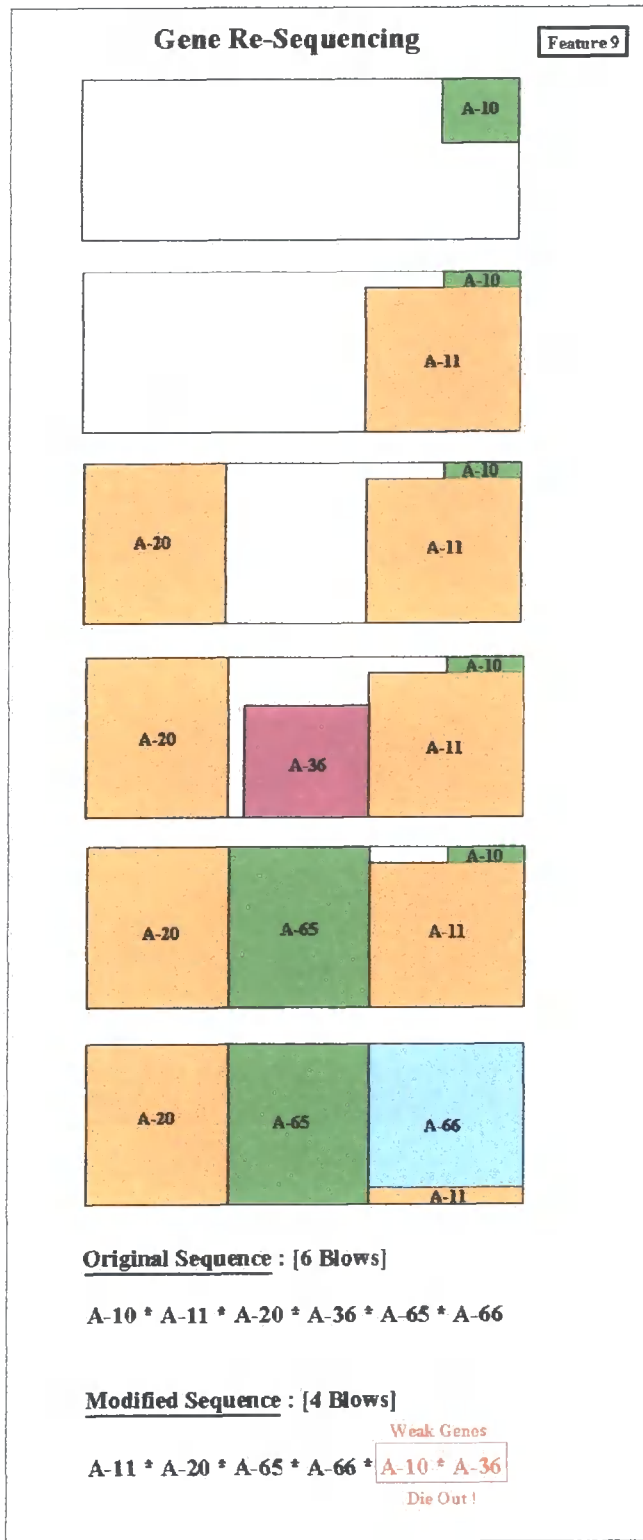 Gene Re-Sequencing
Feature 9
A-10
A-10
A-11
A-10
A-20
A-11
A-10
A-20
A-36
A-11
A-10
A-20
A-65
A-11
A-20
A-65
A-66
A-11
Original Sequence : [6 Blows]
A-10 * A-11 * A-20 * A-36 * A-65 * A-66
Modified Sequence : [4 Blows]
Weak Genes
A-11 * A-20 * A-65 * A-66 * A-10 * A-36
Die Out !